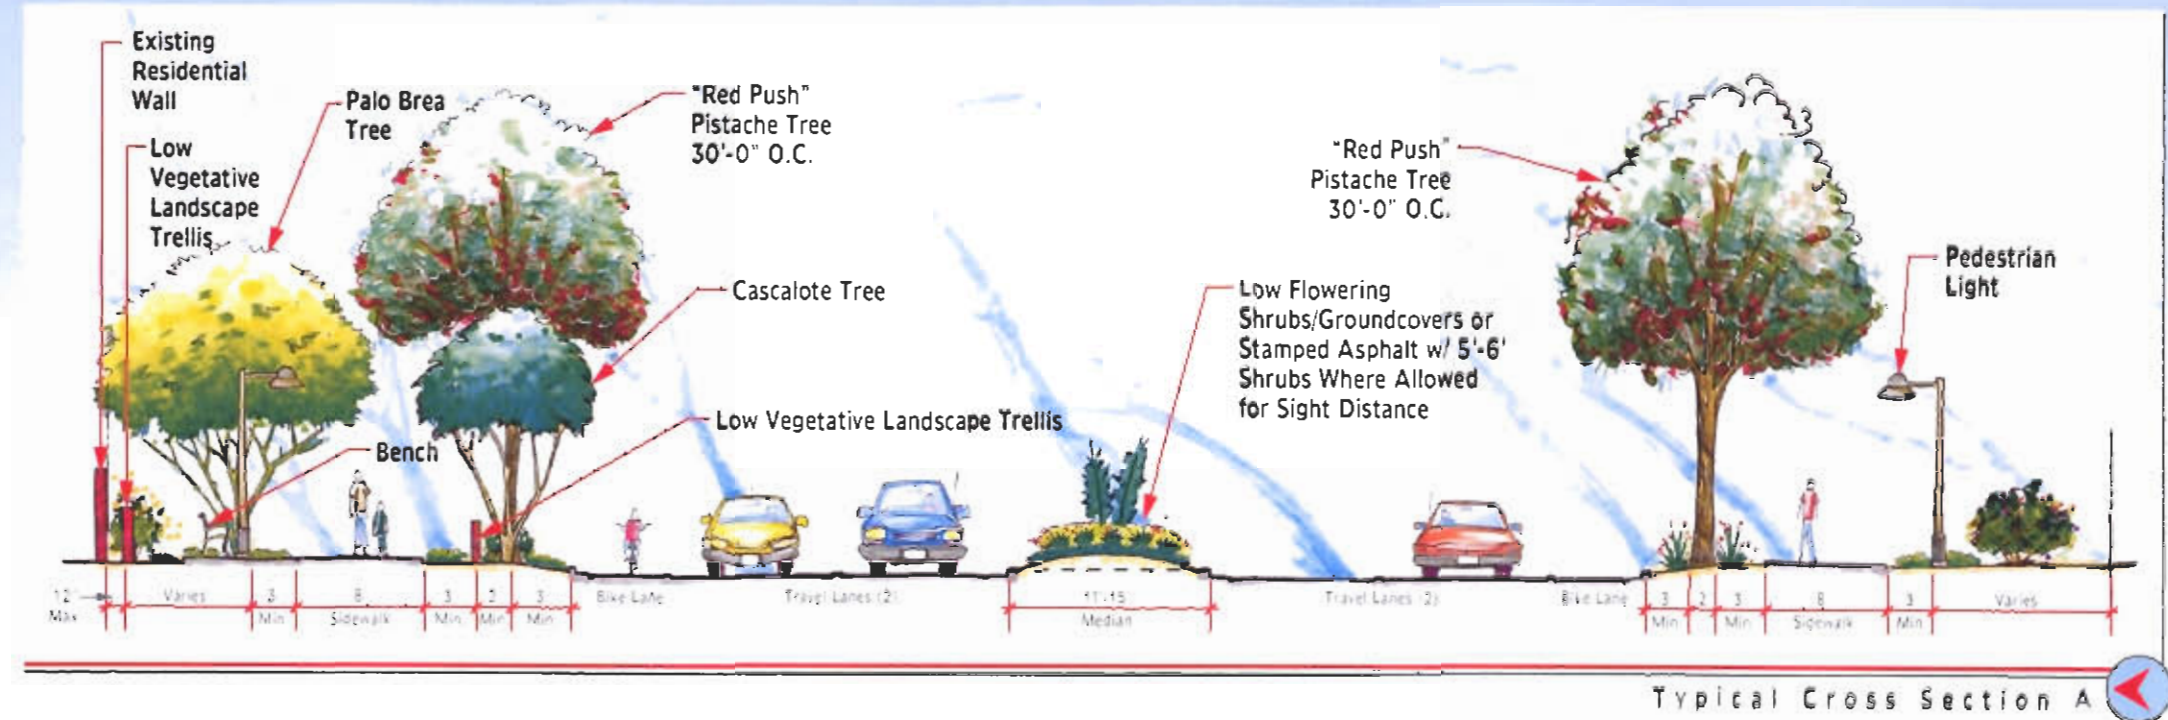 Existing
Residential
Wall
Low
Vegetative
Landscape
Trellis
Palo Brea
Tree
"Red Push"
Pistache Tree
30'-0" O.C.
Cascalote Tree
Bench
Low Vegetative Landscape Trellis
Low Flowering
Shrubs/Groundcovers or
Stamped Asphalt w/ 5'-6'
Shrubs Where Allowed
for Sight Distance
"Red Push"
Pistache Tree
30'-0" O.C.
Pedestrian
Light
12
Max
Varies
3
Min
8
Sidewalk
3
Min
2
Min
3
Min
Bike Lane
Travel Lanes (2)
11-15
Median
Travel Lanes (2)
Bike Lane
3
Min
2
3
Min
8
Sidewalk
3
Min
Varies
Typical Cross Section A